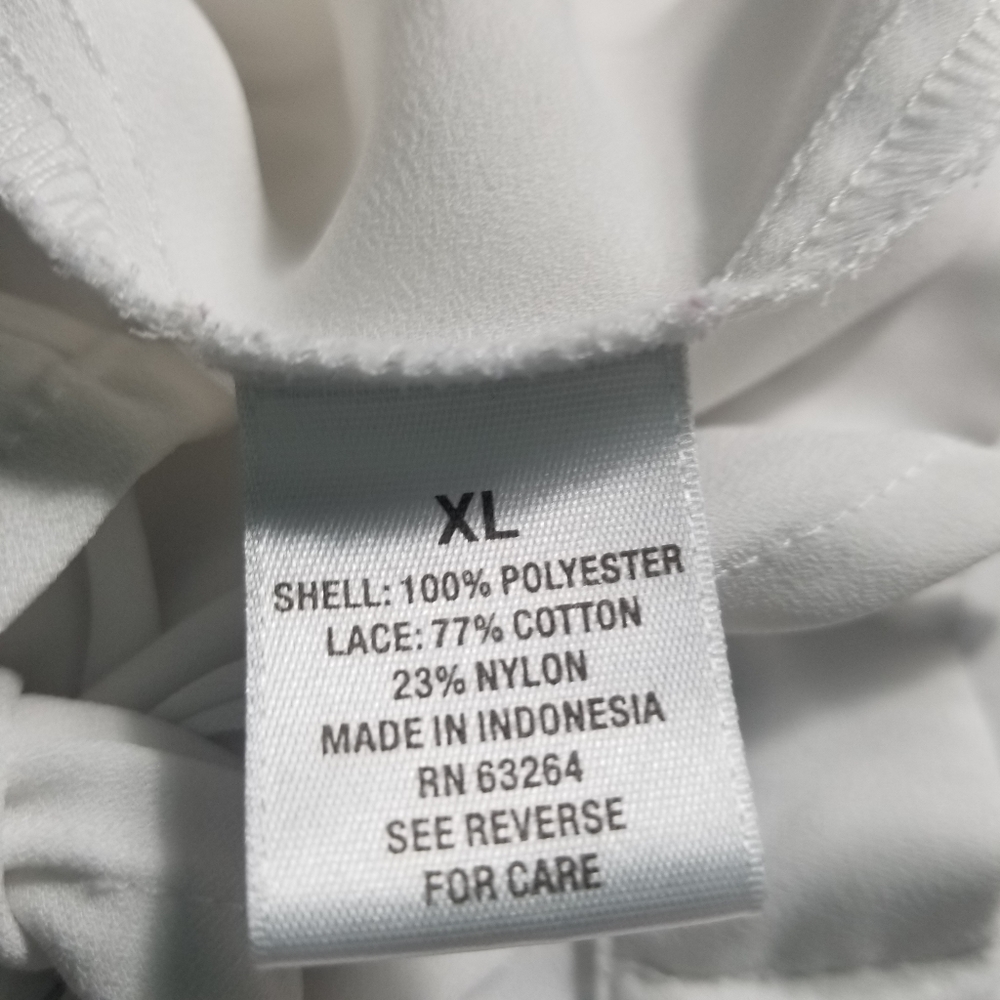 XL
SHELL: 100% POLYESTER
LACE: 77% COTTON
23% NYLON
MADE IN INDONESIA
RN 63264
SEE REVERSE
FOR CARE